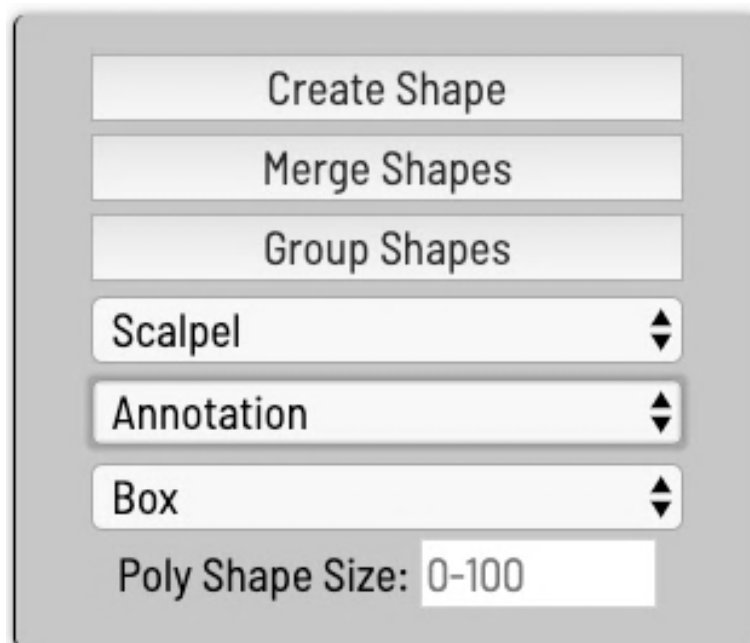 Create Shape
Merge Shapes
Group Shapes
Scalpel
Annotation
Box
Poly Shape Size: 0-100